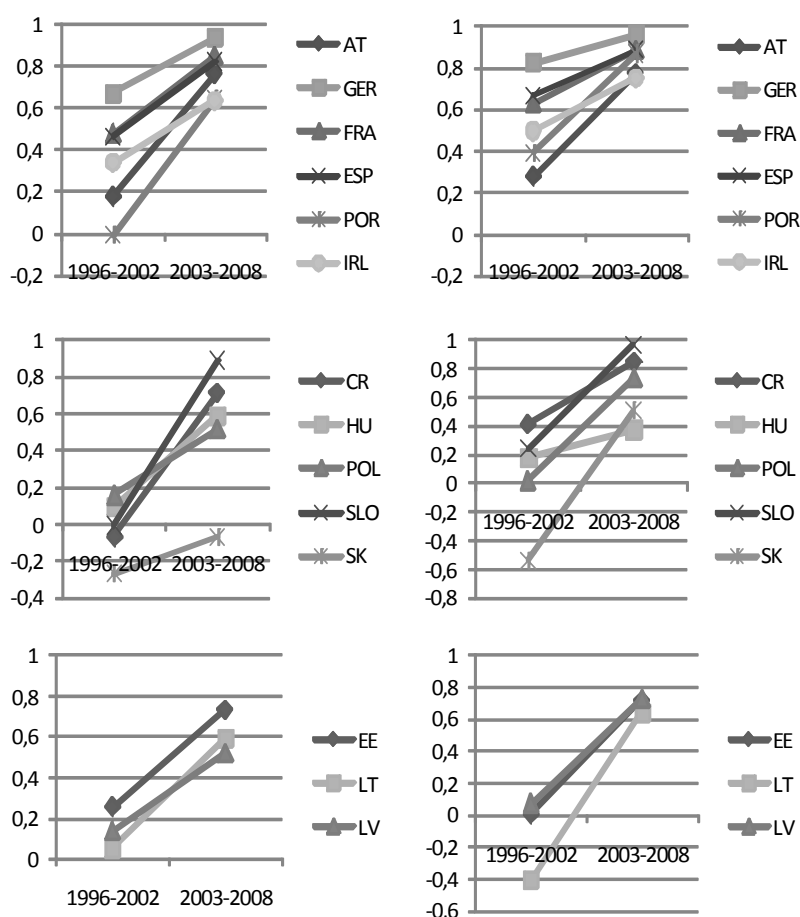 1
0,8
0,6
0,4
0,2
0
-0,2
1996-2002 2003-2008
AT
GER
FRA
ESP
POR
IRL
1
0,8
0,6
0,4
0,2
0
-0,2
1996-2002 2003-2008
AT
GER
FRA
ESP
POR
IRL
1
0,8
0,6
0,4
0,2
0
-0,2
-0,4
1996-2002 2003-2008
CR
HU
POL
SLO
SK
1
0,8
0,6
0,4
0,2
0
-0,2
-0,4
-0,6
-0,8
1996-2002 2003-2008
CR
HU
POL
SLO
SK
1
0,8
0,6
0,4
0,2
0
1996-2002 2003-2008
EE
LT
LV
1
0,8
0,6
0,4
0,2
0
-0,2
-0,4
-0,6
1996-2002 2003-2008
EE
LT
LV